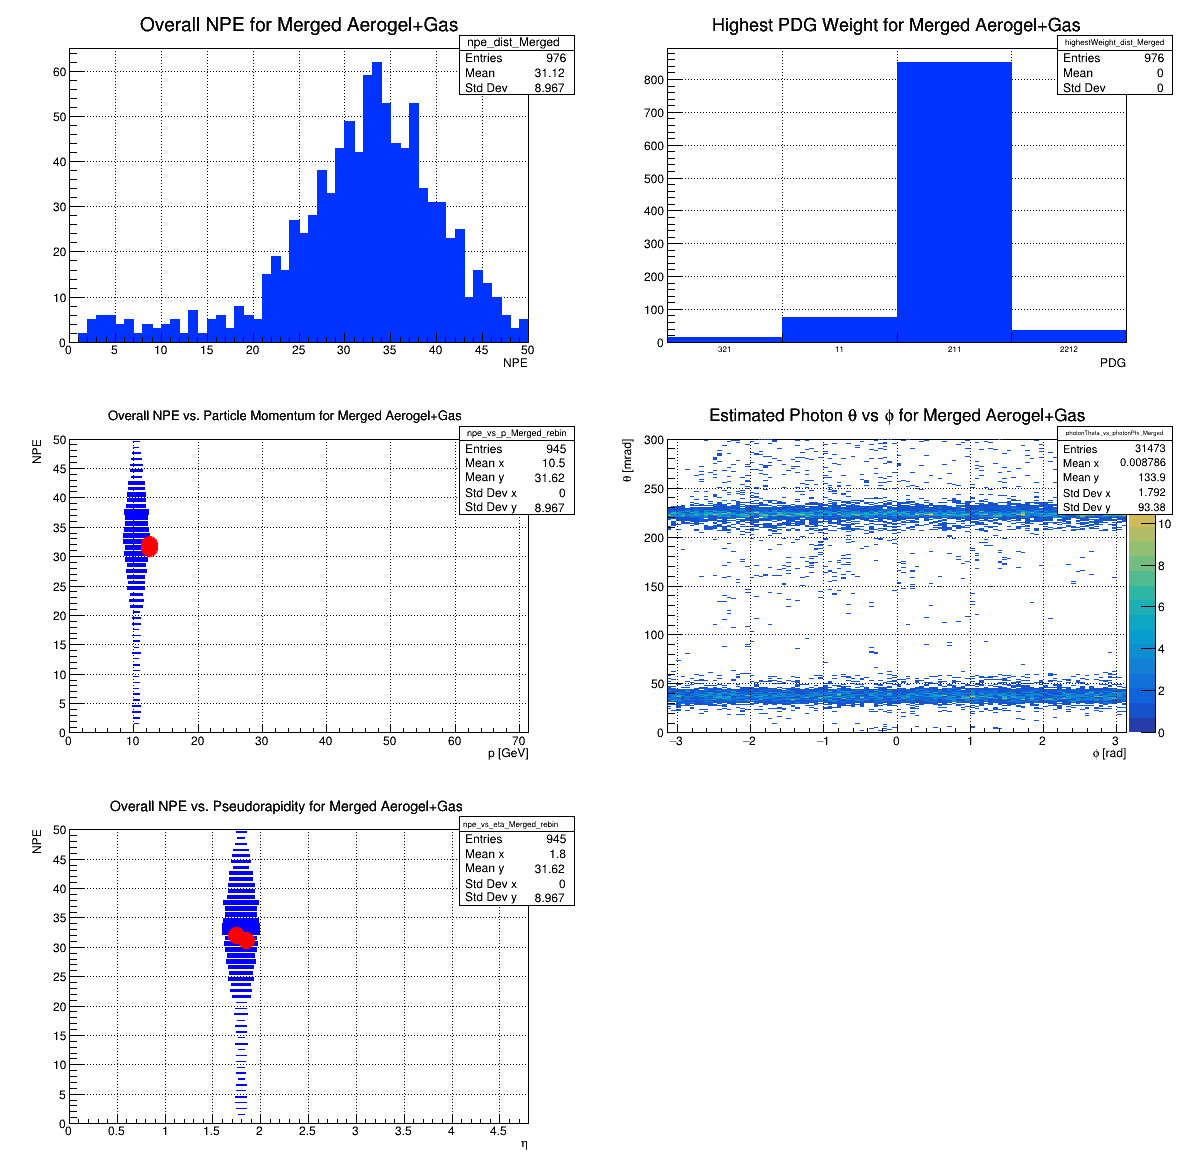 Overall NPE for Merged Aerogel+Gas
npe_dist_Merged
Entries 976
Mean 31.12
Std Dev 8.967
60
50
40
30
20
10
0
0 5 10 15 20 25 30 35 40 45 50
NPE
Highest PDG Weight for Merged Aerogel+Gas
highestWeight_dist_Merged
Entries 976
Mean 0
Std Dev 0
800
700
600
500
400
300
200
100
0
321 11 211 2212
PDG
Overall NPE vs. Particle Momentum for Merged Aerogel+Gas
npe_vs_p_Merged_rebin
Entries 945
Mean x 10.5
Mean y 31.62
Std Dev x 0
Std Dev y 8.967
NPE
50
45
40
35
30
25
20
15
10
5
0
0 10 20 30 40 50 60 70
p [GeV]
Estimated Photon θ vs ϕ for Merged Aerogel+Gas
photonTheta_vs_photonPhi_Merged
Entries 31473
Mean x 0.008786
Mean y 133.9
Std Dev x 1.792
Std Dev y 93.38
θ [mrad]
300
250
200
150
100
50
0
−3 −2 −1 0 1 2 3
ϕ [rad]
10
8
6
4
2
0
Overall NPE vs. Pseudorapidity for Merged Aerogel+Gas
npe_vs_eta_Merged_rebin
Entries 945
Mean x 1.8
Mean y 31.62
Std Dev x 0
Std Dev y 8.967
NPE
50
45
40
35
30
25
20
15
10
5
0
0 0.5 1 1.5 2 2.5 3 3.5 4 4.5
η